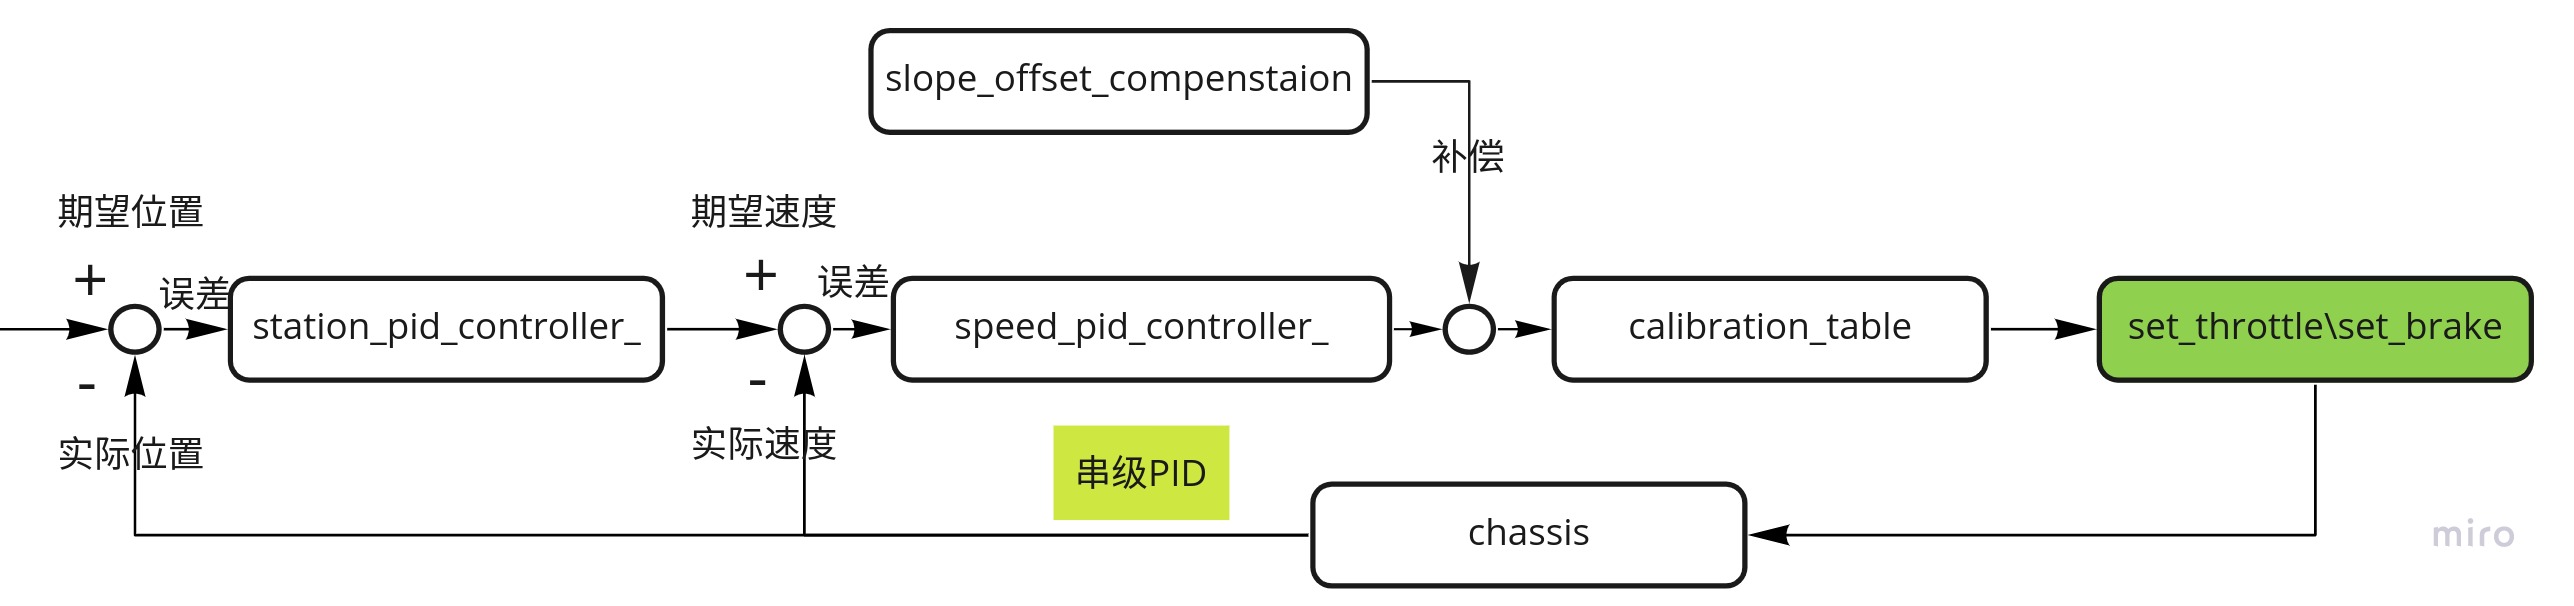 slope_offset_compenstaion
补偿
期望位置
期望速度
+
+
误差
误差
station_pid_controller_
speed_pid_controller_
calibration_table
set_throttle\set_brake
-
-
实际位置
实际速度
串级PID
chassis
miro